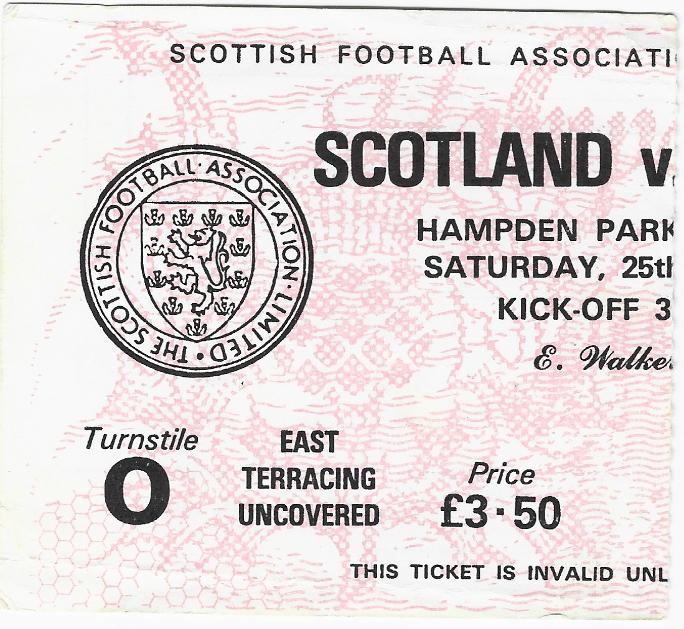 SCOTTISH FOOTBALL ASSOCIATI
SCOTLAND v.
HAMPDEN PARK
SATURDAY, 25th
KICK-OFF 3
E. Walker
THE SCOTTISH FOOTBALL · ASSOCIATION · LIMITED ·
Turnstile
O
EAST
TERRACING
UNCOVERED
Price
£3·50
THIS TICKET IS INVALID UNL